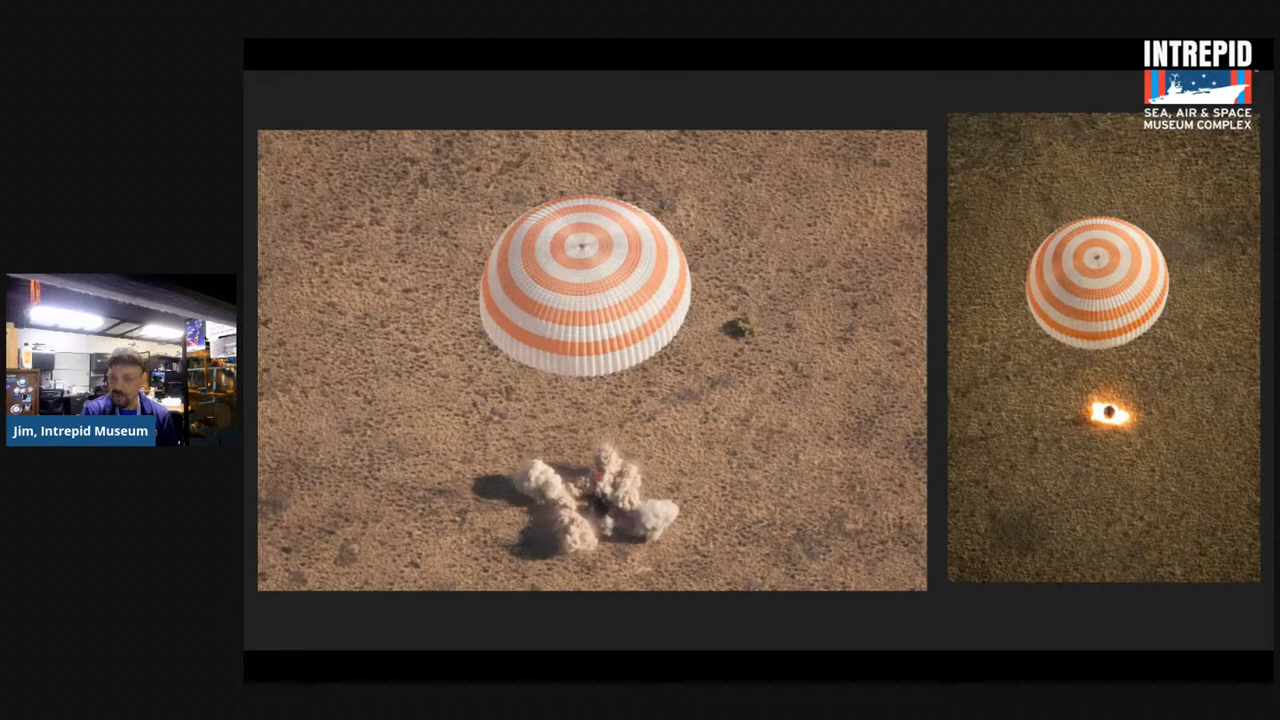 INTREPID
SEA, AIR & SPACE
MUSEUM COMPLEX
Jim, Intrepid Museum